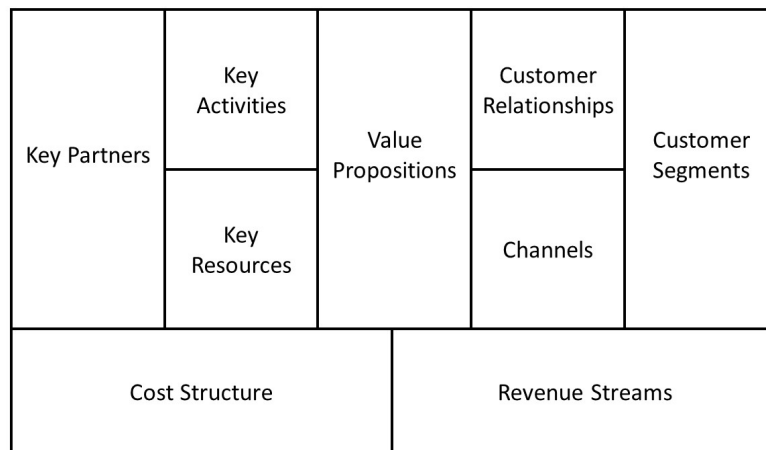 Key Partners
Key
Activities
Key
Resources
Value
Propositions
Customer
Relationships
Channels
Customer
Segments
Cost Structure
Revenue Streams